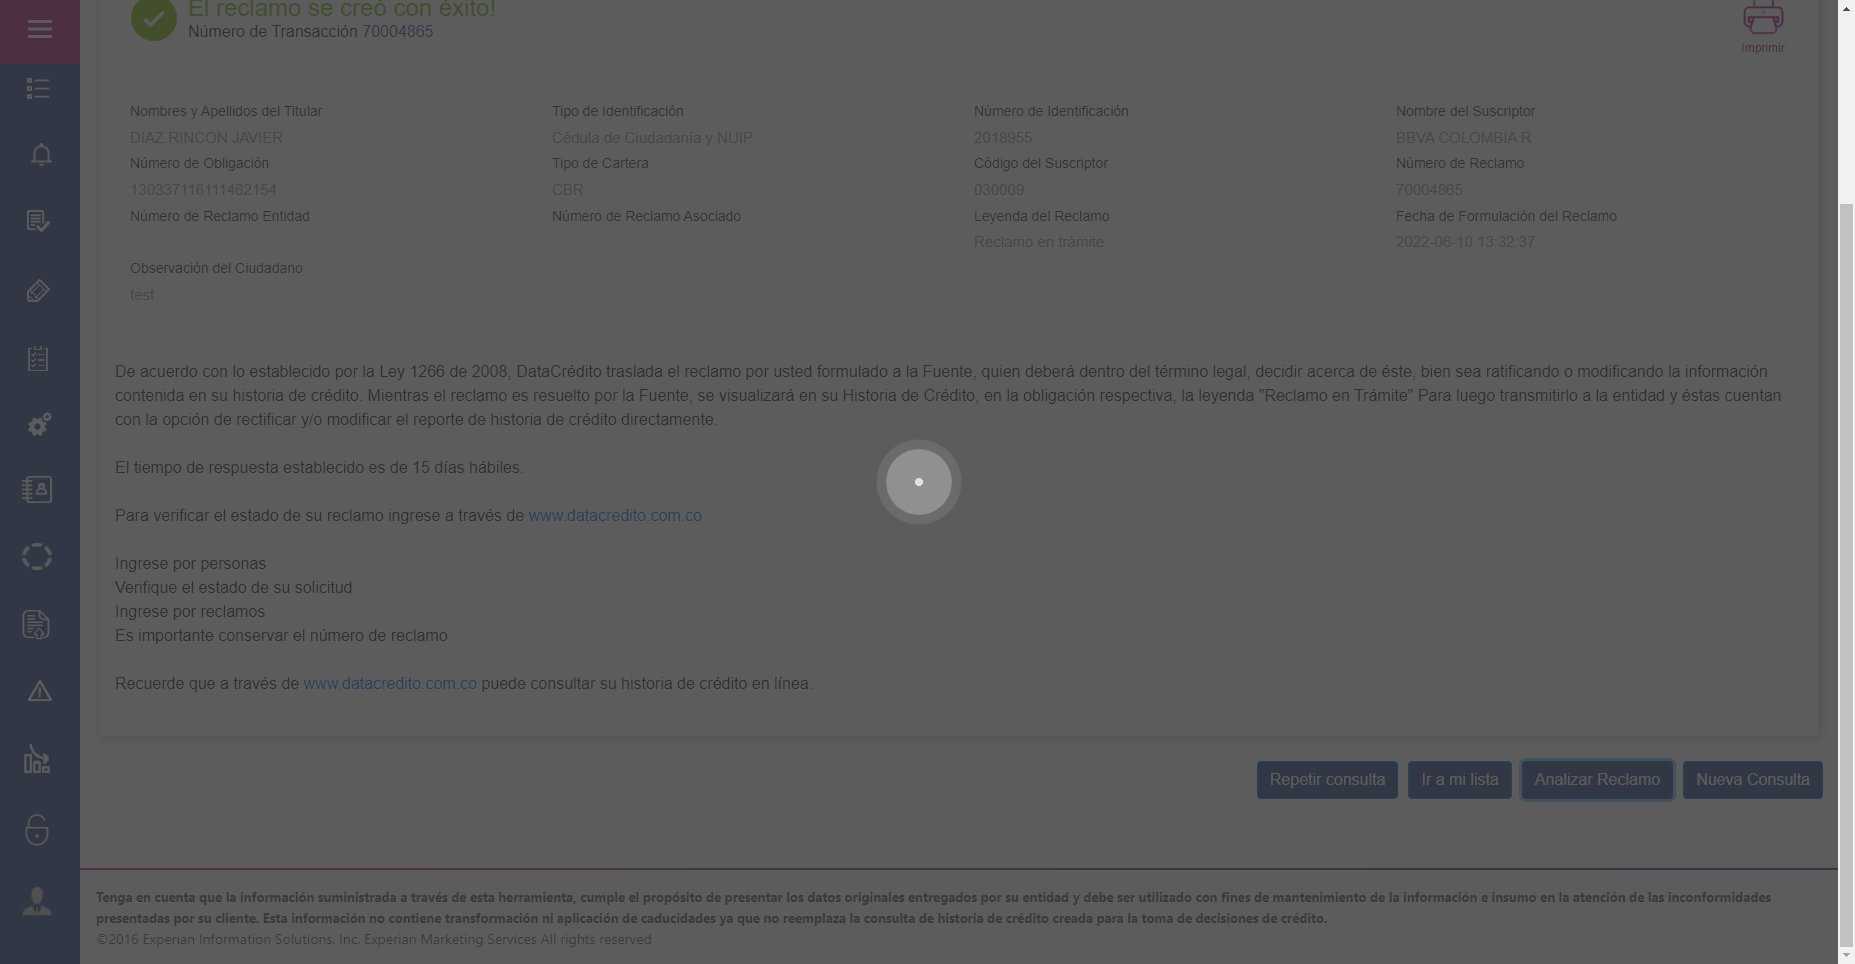 El reclamo se creó con éxito!
Número de Transacción 70004865
Imprimir
Nombres y Apellidos del Titular Tipo de Identificación Número de Identificación Nombre del Suscriptor
DIAZ RINCON JAVIER Cédula de Ciudadanía y NUIP 2018955 BBVA COLOMBIA R
Número de Obligación Tipo de Cartera Código del Suscriptor Número de Reclamo
130337116111462154 CBR 030009 70004865
Número de Reclamo Entidad Número de Reclamo Asociado Leyenda del Reclamo Fecha de Formulación del Reclamo
Reclamo en trámite 2022-06-10 13:32:37
Observación del Ciudadano
test
De acuerdo con lo establecido por la Ley 1266 de 2008, DataCrédito traslada el reclamo por usted formulado a la Fuente, quien deberá dentro del término legal, decidir acerca de éste, bien sea ratificando o modificando la información
contenida en su historia de crédito. Mientras el reclamo es resuelto por la Fuente, se visualizará en su Historia de Crédito, en la obligación respectiva, la leyenda "Reclamo en Trámite" Para luego transmitirlo a la entidad y éstas cuentan
con la opción de rectificar y/o modificar el reporte de historia de crédito directamente.
El tiempo de respuesta establecido es de 15 días hábiles.
Para verificar el estado de su reclamo ingrese a través de www.datacredito.com.co
Ingrese por personas
Verifique el estado de su solicitud
Ingrese por reclamos
Es importante conservar el número de reclamo
Recuerde que a través de www.datacredito.com.co puede consultar su historia de crédito en línea.
Repetir consulta Ir a mi lista Analizar Reclamo Nueva Consulta
Tenga en cuenta que la información suministrada a través de esta herramienta, cumple el propósito de presentar los datos originales entregados por su entidad y debe ser utilizado con fines de mantenimiento de la información e insumo en la atención de las inconformidades
presentadas por su cliente. Esta información no contiene transformación ni aplicación de caducidades ya que no reemplaza la consulta de historia de crédito creada para la toma de decisiones de crédito.
©2016 Experian Information Solutions, Inc. Experian Marketing Services All rights reserved